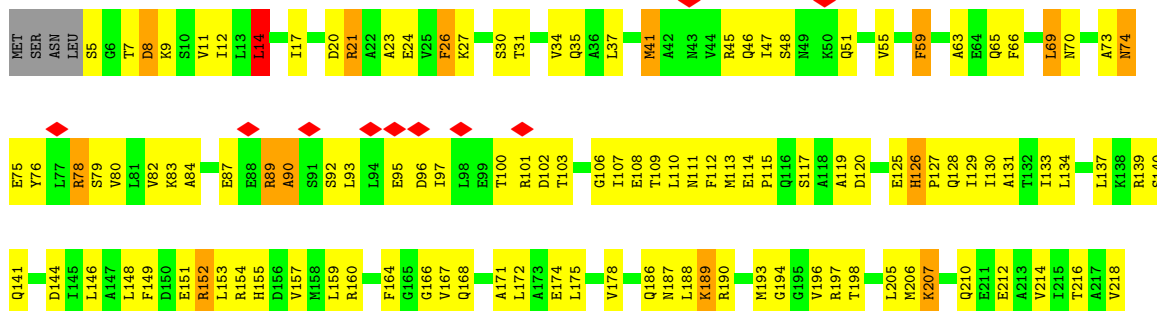 MET SER ASN LEU S5 G6 T7 D8 K9 S10 V11 I12 L13 L14 I17 D20 R21 A22 A23 E24 V25 F26 K27 S30 T31 V34 Q35 A36 L37 M41 A42 N43 V44 R45 Q46 I47 S48 N49 K50 Q51 V55 F59 A63 E64 Q65 F66 L69 N70 A73 N74
E75 Y76 L77 R78 S79 V80 L81 V82 K83 A84 E87 E88 R89 A90 S91 S92 L93 L94 E95 D96 I97 L98 E99 T100 R101 D102 T103 G106 I107 E108 T109 L110 N111 F112 M113 E114 P115 Q116 S117 A118 A119 D120 E125 H126 P127 Q128 I129 I130 A131 T132 I133 L134 L137 K138 R139 S140
Q141 D144 I145 L146 A147 L148 F149 D150 E151 R152 L153 R154 H155 D156 V157 M158 L159 R160 F164 G165 G166 V167 Q168 A171 L172 A173 E174 L175 V178 Q186 N187 L188 K189 R190 M193 G194 G195 V196 R197 T198 L205 M206 K207 Q210 E211 E212 A213 V214 I215 T216 A217 V218